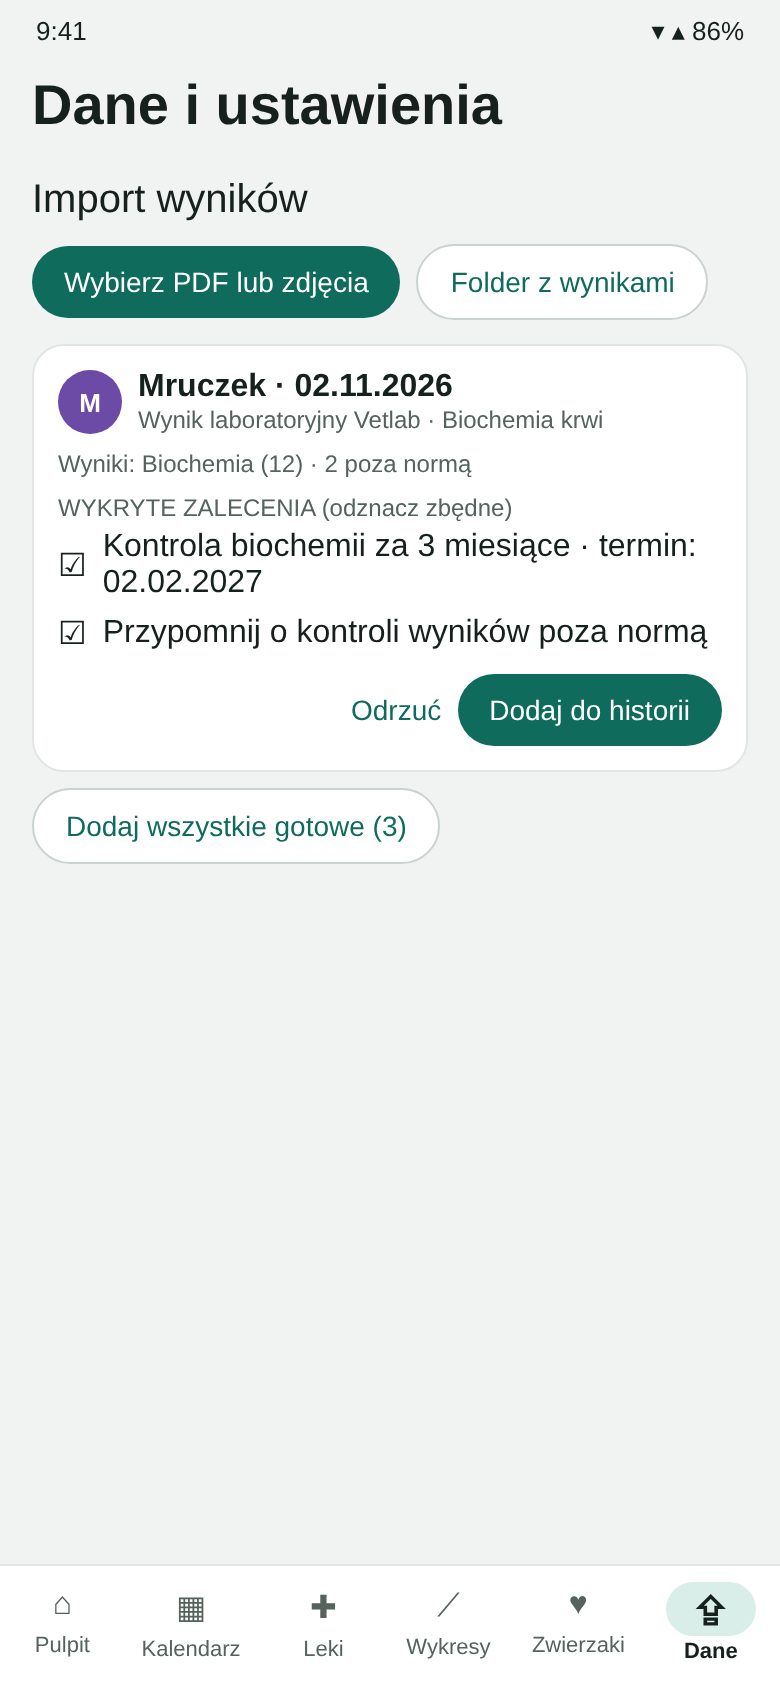 9:41
▼ ▲ 86%
Dane i ustawienia
Import wyników
Wybierz PDF lub zdjęcia
Folder z wynikami
M
Mruczek · 02.11.2026
Wynik laboratoryjny Vetlab · Biochemia krwi
Wyniki: Biochemia (12) · 2 poza normą
WYKRYTE ZALECENIA (odznacz zbędne)
☑ Kontrola biochemii za 3 miesiące · termin:
02.02.2027
☑ Przypomnij o kontroli wyników poza normą
Odrzuć
Dodaj do historii
Dodaj wszystkie gotowe (3)
Pulpit
Kalendarz
Leki
Wykresy
Zwierzaki
Dane